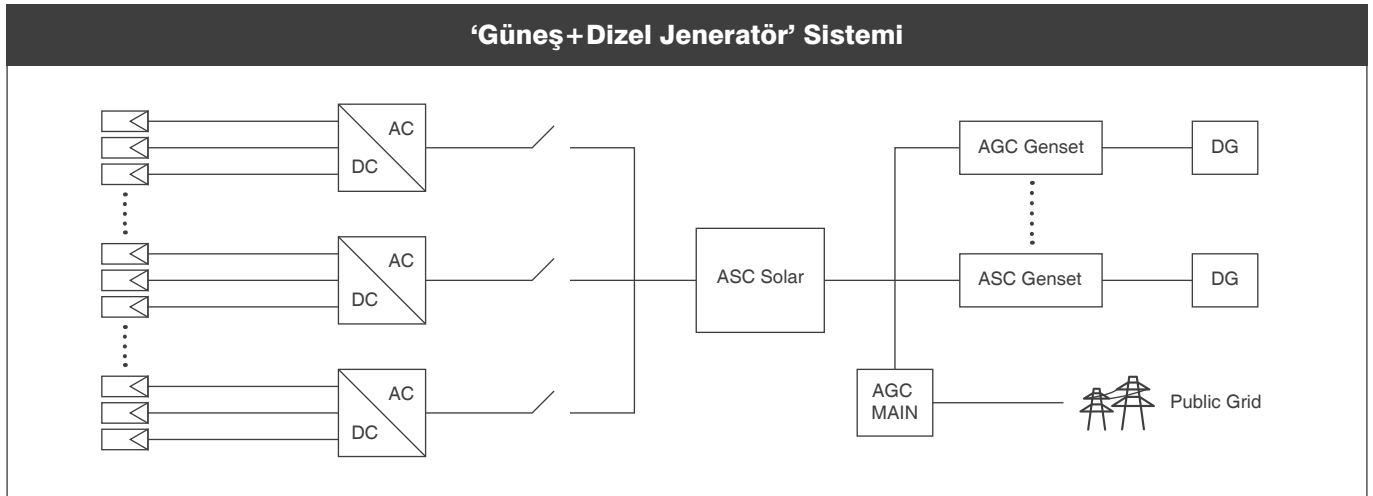 ‘Güneş+Dizel Jeneratör’ Sistemi
AC
DC
AC
DC
AC
DC
ASC Solar
AGC Genset
DG
ASC Genset
DG
AGC
MAIN
Public Grid